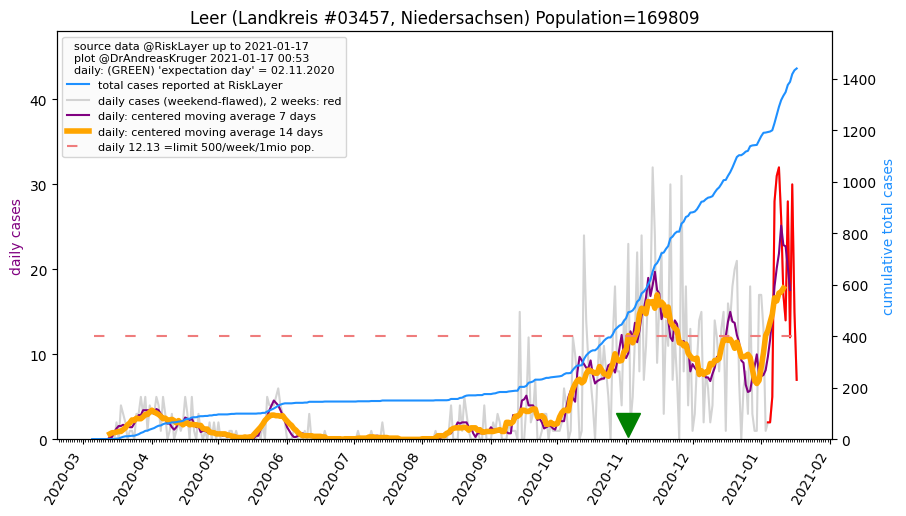 Leer (Landkreis #03457, Niedersachsen) Population=169809
source data @RiskLayer up to 2021-01-17
plot @DrAndreasKruger 2021-01-17 00:53
daily: (GREEN) 'expectation day' = 02.11.2020
total cases reported at RiskLayer
daily cases (weekend-flawed), 2 weeks: red
daily: centered moving average 7 days
daily: centered moving average 14 days
daily 12.13 =limit 500/week/1mio pop.
daily cases
40
30
20
10
0
cumulative total cases
1400
1200
1000
800
600
400
200
0
2020-03
2020-04
2020-05
2020-06
2020-07
2020-08
2020-09
2020-10
2020-11
2020-12
2021-01
2021-02